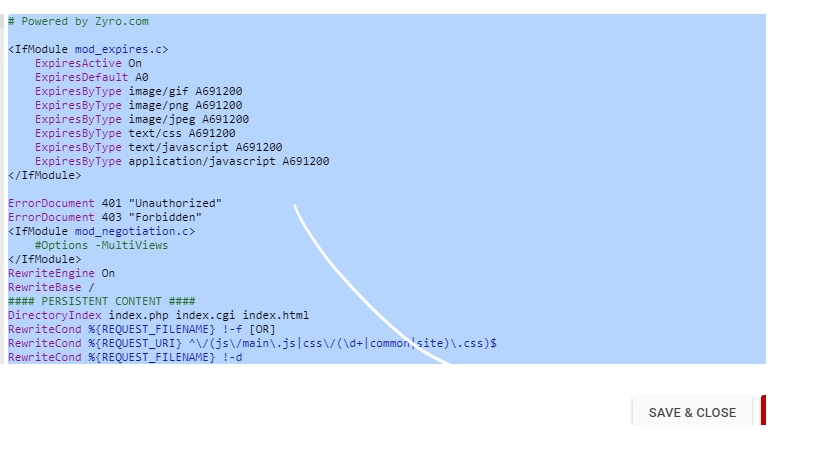 # Powered by Zyro.com
<IfModule mod_expires.c>
ExpiresActive On
ExpiresDefault A0
ExpiresByType image/gif A691200
ExpiresByType image/png A691200
ExpiresByType image/jpeg A691200
ExpiresByType text/css A691200
ExpiresByType text/javascript A691200
ExpiresByType application/javascript A691200
</IfModule>
ErrorDocument 401 "Unauthorized"
ErrorDocument 403 "Forbidden"
<IfModule mod_negotiation.c>
#Options -MultiViews
</IfModule>
RewriteEngine On
RewriteBase /
#### PERSISTENT CONTENT ####
DirectoryIndex index.php index.cgi index.html
RewriteCond %{REQUEST_FILENAME} !-f [OR]
RewriteCond %{REQUEST_URI} ^\/(js\/main\.js|css\/(\d+|common|site)\.css)$
RewriteCond %{REQUEST_FILENAME} !-d
SAVE & CLOSE